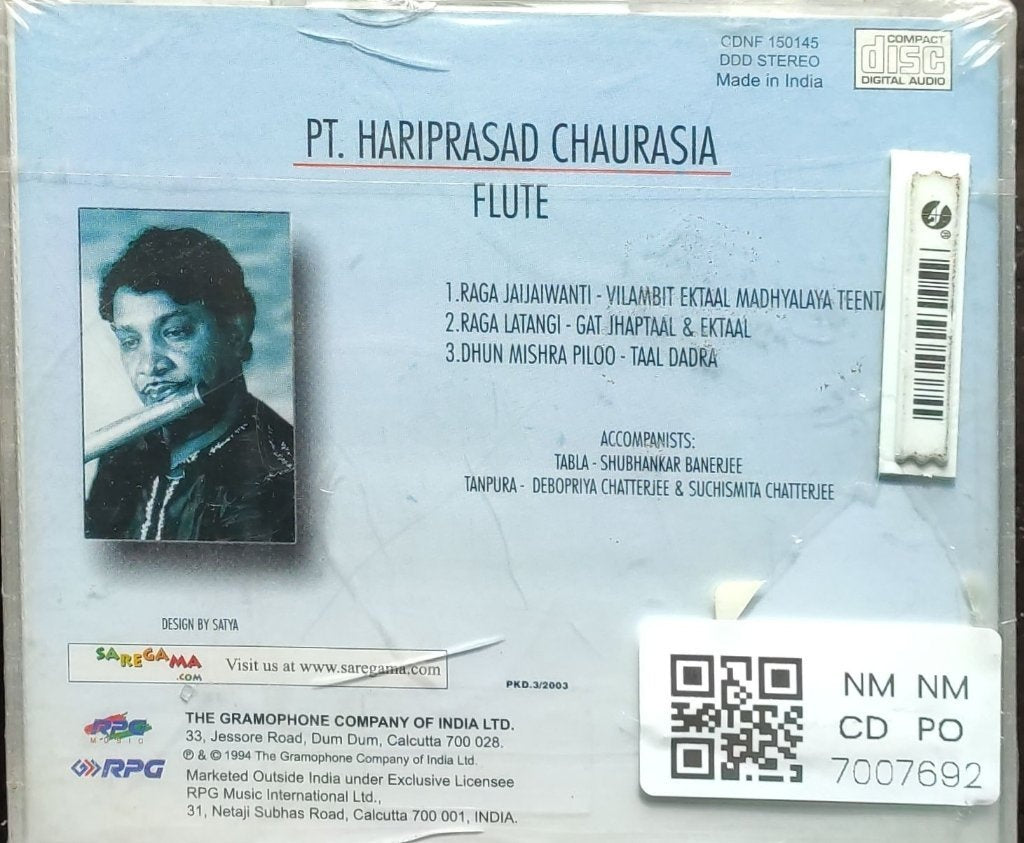 CDNF 150145
DDD STEREO
Made in India
COMPACT
disc
DIGITAL AUDIO
PT. HARIPRASAD CHAURASIA
FLUTE
1.RAGA JAIJAIWANTI - VILAMBIT EKTAAL MADHYALAYA
2.RAGA LATANGI - GAT JHAPTAAL & EKTAAL
3.DHUN MISHRA PILOO - TAAL DADRA
ACCOMPANISTS:
TABLA - SHUBHANKAR BANERJEE
TANPURA - DEBOPRIYA CHATTERJEE & SUCHISMITA CHATTERJEE
DESIGN BY SATYA
SAREGAMA
.COM
Visit us at www.saregama.com
PKD.3/2003
RPG
MUSIC
RPG
THE GRAMOPHONE COMPANY OF INDIA LTD.
33, Jessore Road, Dum Dum, Calcutta 700 028.
℗ & © 1994 The Gramophone Company of India Ltd.
Marketed Outside India under Exclusive Licensee
RPG Music International Ltd.,
31, Netaji Subhas Road, Calcutta 700 001, INDIA.
NM NM
CD PO
7007692